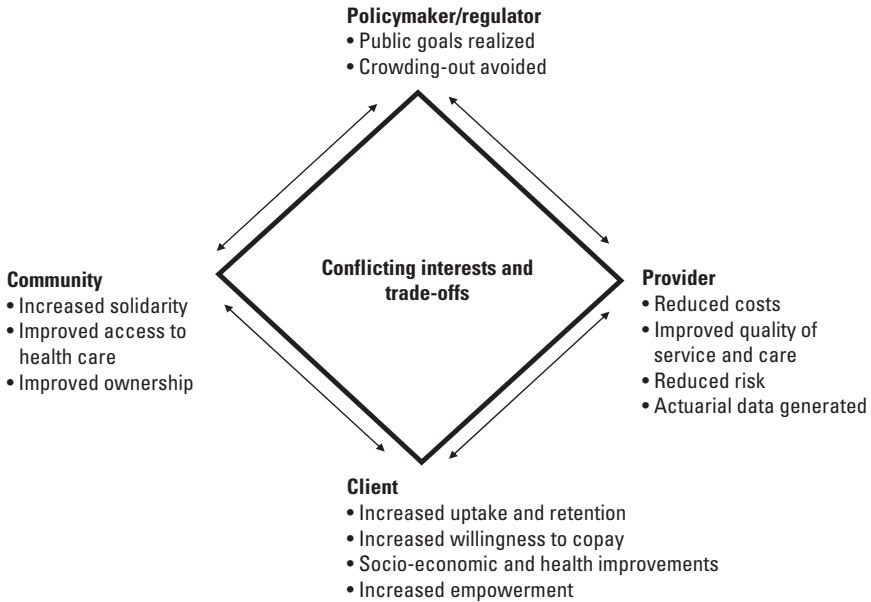 Policymaker/regulator
• Public goals realized
• Crowding-out avoided
Conflicting interests and
trade-offs
Community
• Increased solidarity
• Improved access to
health care
• Improved ownership
Provider
• Reduced costs
• Improved quality of
service and care
• Reduced risk
• Actuarial data generated
Client
• Increased uptake and retention
• Increased willingness to copay
• Socio-economic and health improvements
• Increased empowerment